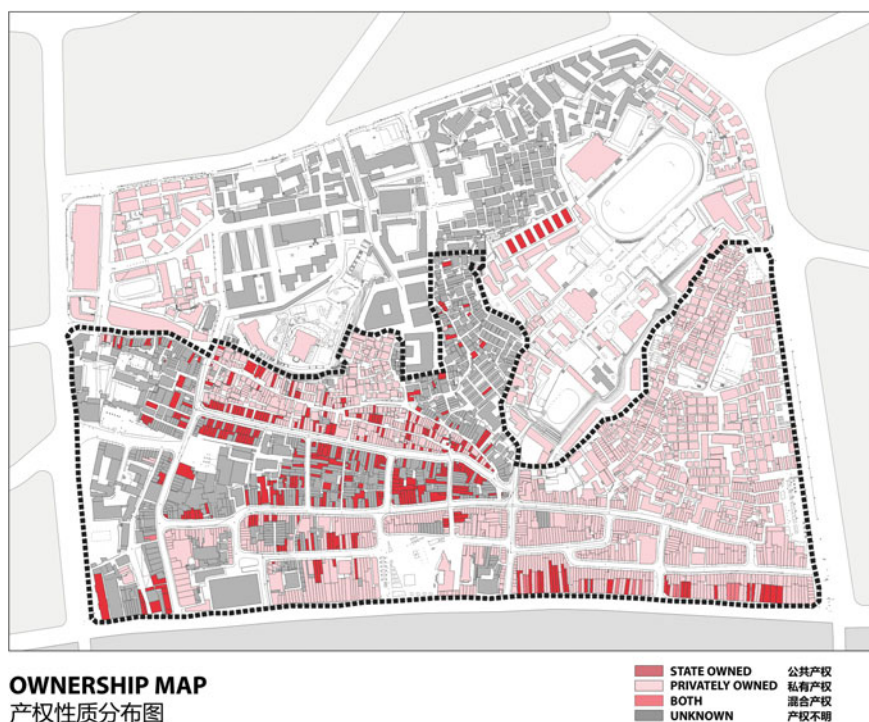 OWNERSHIP MAP
产权性质分布图
STATE OWNED 公共产权
PRIVATELY OWNED 私有产权
BOTH 混合产权
UNKNOWN 产权不明